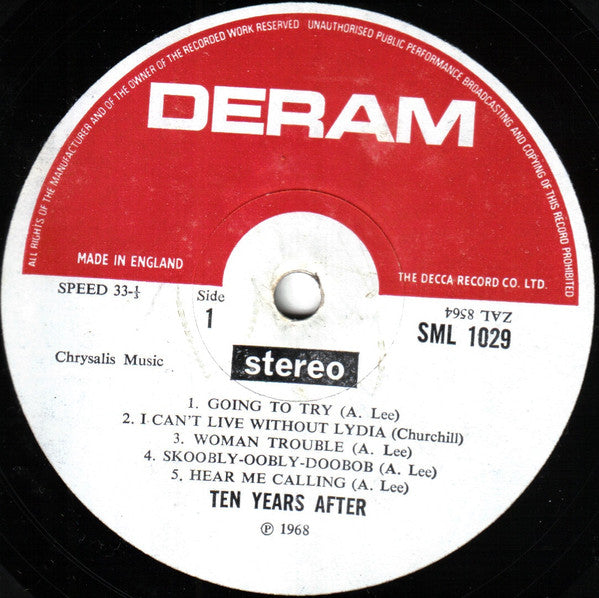 ALL RIGHTS OF THE MANUFACTURER AND OF THE OWNER OF THE RECORDED WORK RESERVED UNAUTHORISED PUBLIC PERFORMANCE BROADCASTING AND COPYING OF THIS RECORD PROHIBITED
DERAM
MADE IN ENGLAND
THE DECCA RECORD CO. LTD.
SPEED 33-⅓
Side
1
ZAL 8564
SML 1029
Chrysalis Music
stereo
1. GOING TO TRY (A. Lee)
2. I CAN'T LIVE WITHOUT LYDIA (Churchill)
3. WOMAN TROUBLE (A. Lee)
4. SKOOBLY-OOBLY-DOOBOB (A. Lee)
5. HEAR ME CALLING (A. Lee)
TEN YEARS AFTER
℗ 1968